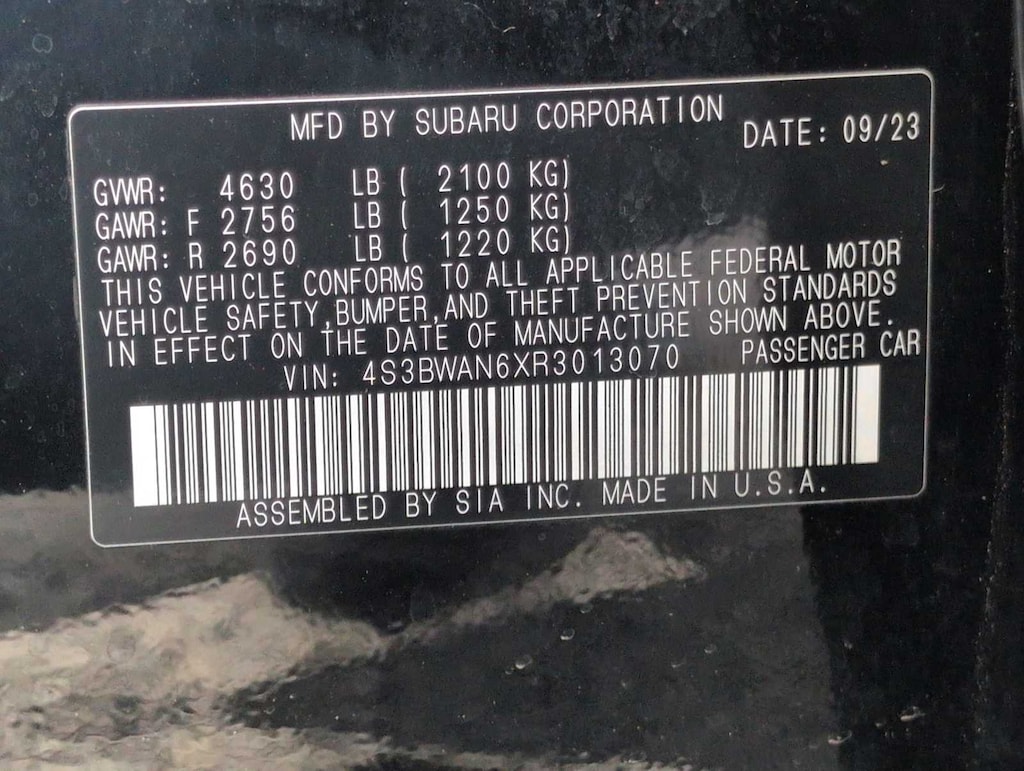 MFD BY SUBARU CORPORATION DATE: 09/23
GVWR: 4630 LB ( 2100 KG)
GAWR: F 2756 LB ( 1250 KG)
GAWR: R 2690 LB ( 1220 KG)
THIS VEHICLE CONFORMS TO ALL APPLICABLE FEDERAL MOTOR
VEHICLE SAFETY,BUMPER,AND THEFT PREVENTION STANDARDS
IN EFFECT ON THE DATE OF MANUFACTURE SHOWN ABOVE.
VIN: 4S3BWAN6XR3013070 PASSENGER CAR
ASSEMBLED BY SIA INC. MADE IN U.S.A.